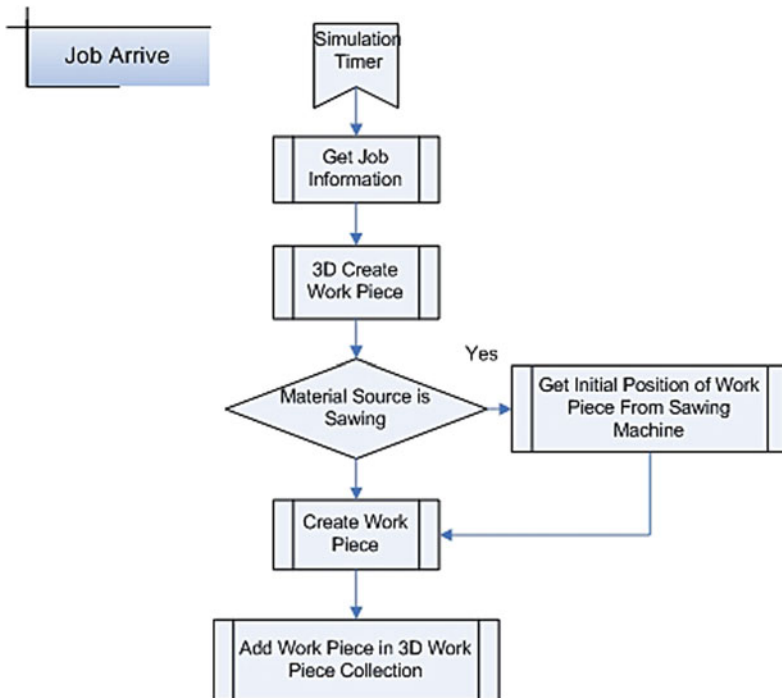 Job Arrive
Simulation
Timer
Get Job
Information
3D Create
Work Piece
Material Source is
Sawing
Yes
Get Initial Position of Work
Piece From Sawing
Machine
Create Work
Piece
Add Work Piece in 3D Work
Piece Collection